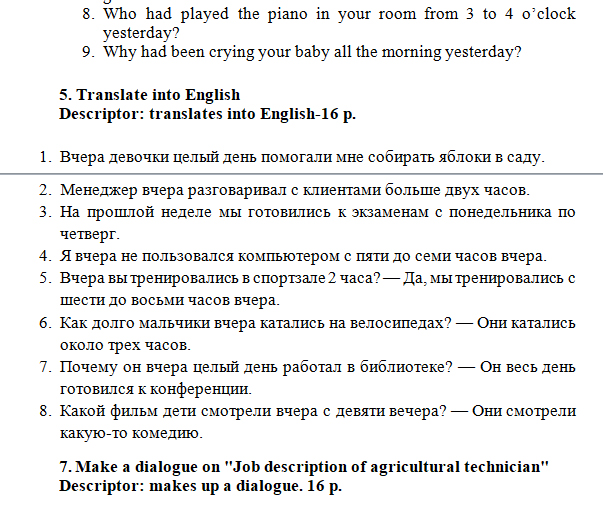 8. Who had played the piano in your room from 3 to 4 o’clock
yesterday?
9. Why had been crying your baby all the morning yesterday?
5. Translate into English
Descriptor: translates into English-16 p.
1. Вчера девочки целый день помогали мне собирать яблоки в саду.
2. Менеджер вчера разговаривал с клиентами больше двух часов.
3. На прошлой неделе мы готовились к экзаменам с понедельника по
четверг.
4. Я вчера не пользовался компьютером с пяти до семи часов вчера.
5. Вчера вы тренировались в спортзале 2 часа? — Да, мы тренировались с
шести до восьми часов вчера.
6. Как долго мальчики вчера катались на велосипедах? — Они катались
около трех часов.
7. Почему он вчера целый день работал в библиотеке? — Он весь день
готовился к конференции.
8. Какой фильм дети смотрели вчера с девяти вечера? — Они смотрели
какую-то комедию.
7. Make a dialogue on "Job description of agricultural technician"
Descriptor: makes up a dialogue. 16 p.